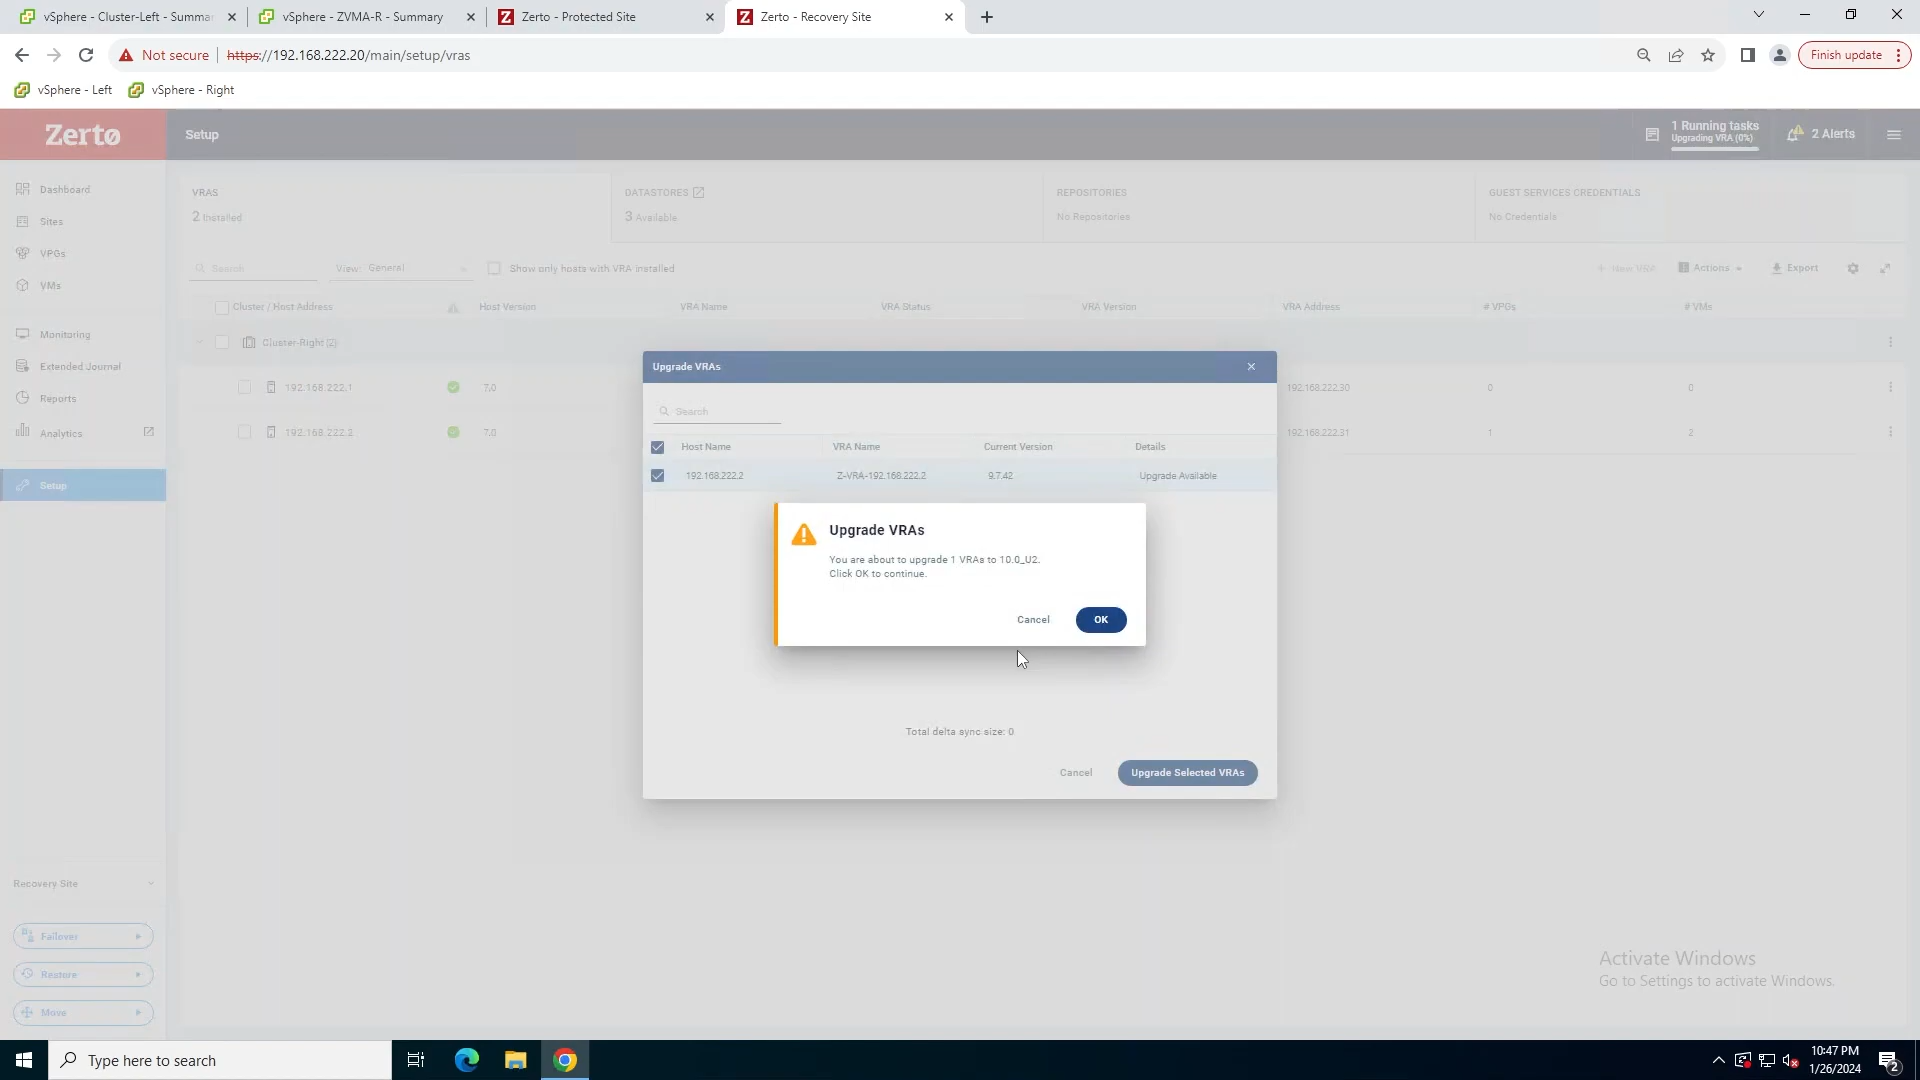 vSphere - Cluster-Left - Summar
vSphere - ZVMA-R - Summary
Zerto - Protected Site
Zerto - Recovery Site
Not secure
https://192.168.222.20/main/setup/vras
Finish update
vSphere - Left
vSphere - Right
Zertø
Setup
1 Running tasks
Upgrading VRA (0%)
2 Alerts
Dashboard
Sites
VPGs
VMs
Monitoring
Extended Journal
Reports
Analytics
Setup
Recovery Site
Failover
Restore
Move
VRAS
2 Installed
DATASTORES
3 Available
REPOSITORIES
No Repositories
GUEST SERVICES CREDENTIALS
No Credentials
Search
View: General
Show only hosts with VRA installed
+ New VRA
Actions
Export
Cluster / Host Address
Host Version
VRA Name
VRA Status
VRA Version
VRA Address
# VPGs
# VMs
Cluster-Right (2)
192.168.222.1 7.0 192.168.222.30 0 0
192.168.222.2 7.0 192.168.222.31 1 2
Upgrade VRAs
Search
Host Name VRA Name Current Version Details
192.168.222.2 Z-VRA-192.168.222.2 9.7.42 Upgrade Available
Upgrade VRAs
You are about to upgrade 1 VRAs to 10.0_U2.
Click OK to continue.
Cancel OK
Total delta sync size: 0
Cancel Upgrade Selected VRAs
Activate Windows
Go to Settings to activate Windows.
Type here to search
10:47 PM
1/26/2024
2